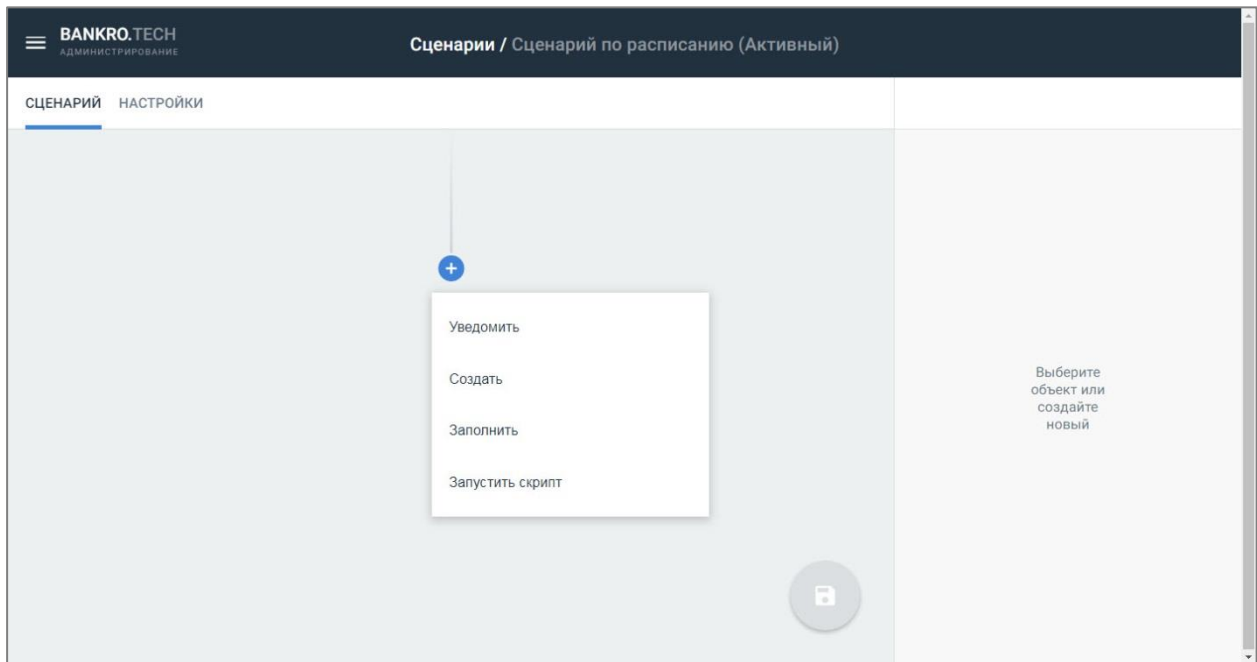 BANKRO.TECH
АДМИНИСТРИРОВАНИЕ
Сценарии / Сценарий по расписанию (Активный)
СЦЕНАРИЙ НАСТРОЙКИ
Уведомить
Создать
Заполнить
Запустить скрипт
Выберите
объект или
создайте
новый